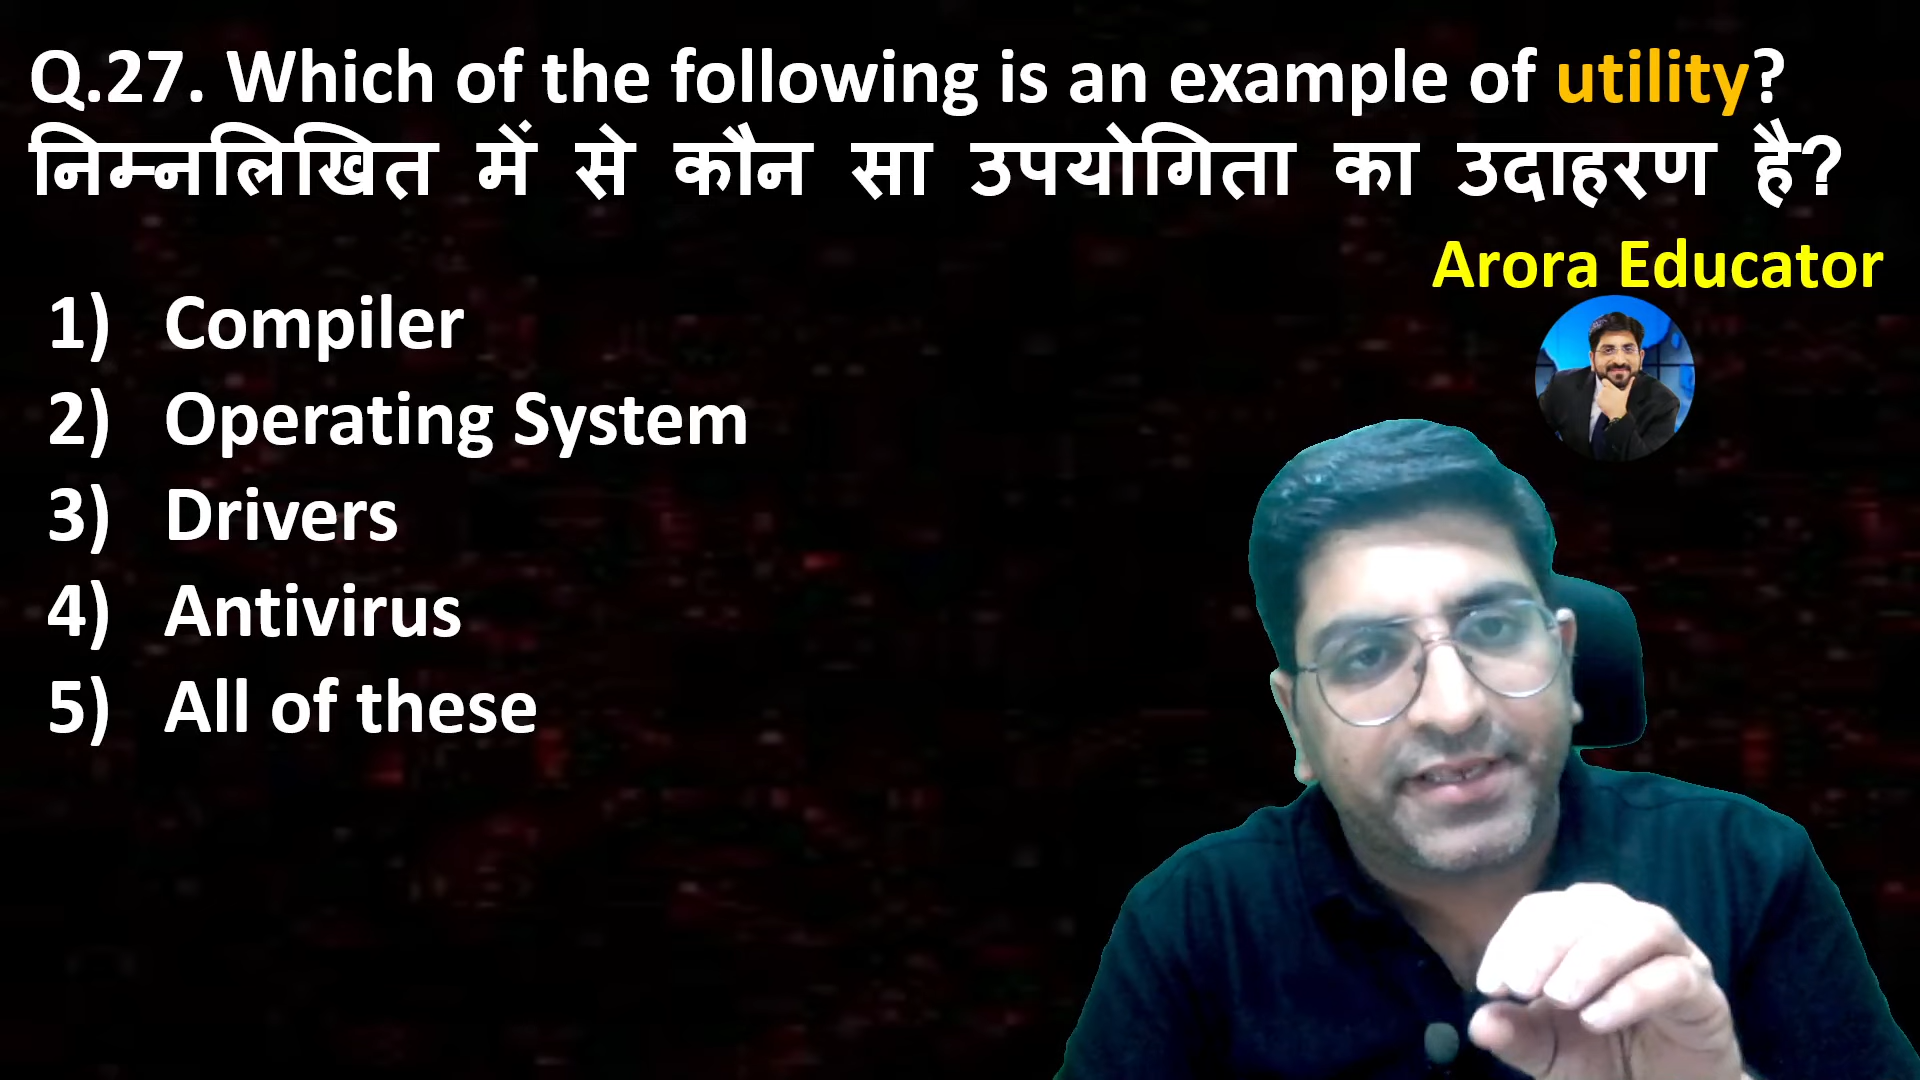 Q.27. Which of the following is an example of utility?
निम्नलिखित में से कौन सा उपयोगिता का उदाहरण है?
Arora Educator
1) Compiler
2) Operating System
3) Drivers
4) Antivirus
5) All of these